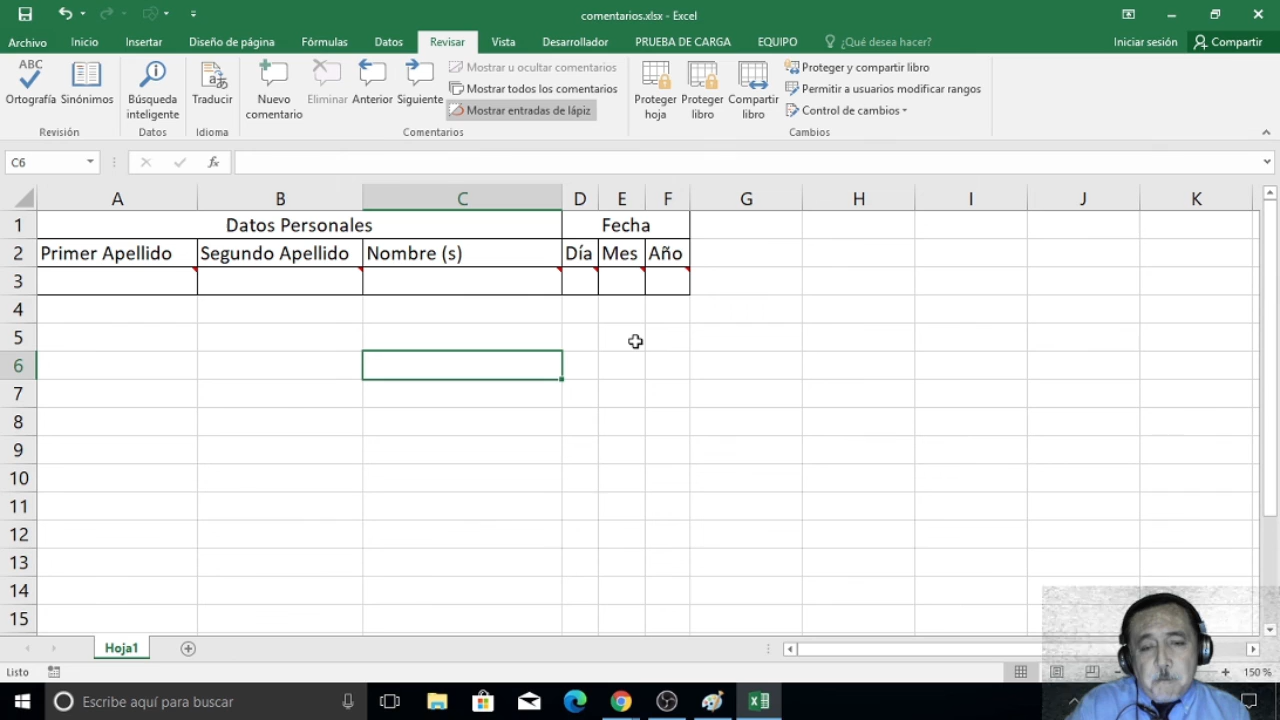 comentarios.xlsx - Excel
Archivo Inicio Insertar Diseño de página Fórmulas Datos Revisar Vista Desarrollador PRUEBA DE CARGA EQUIPO ¿Qué desea hacer? Iniciar sesión Compartir
ABC
Ortografía Sinónimos
Revisión
Búsqueda inteligente
Datos
Traducir
Idioma
Nuevo comentario
Eliminar Anterior Siguiente
Mostrar u ocultar comentarios
Mostrar todos los comentarios
Mostrar entradas de lápiz
Comentarios
Proteger hoja
Proteger libro
Compartir libro
Proteger y compartir libro
Permitir a usuarios modificar rangos
Control de cambios
Cambios
C6 fx
A B C D E F G H I J K
1 Datos Personales Fecha
2 Primer Apellido Segundo Apellido Nombre (s) Día Mes Año
3
4
5
6
7
8
9
10
11
12
13
14
15
Hoja1
Listo 150 %
Escribe aquí para buscar